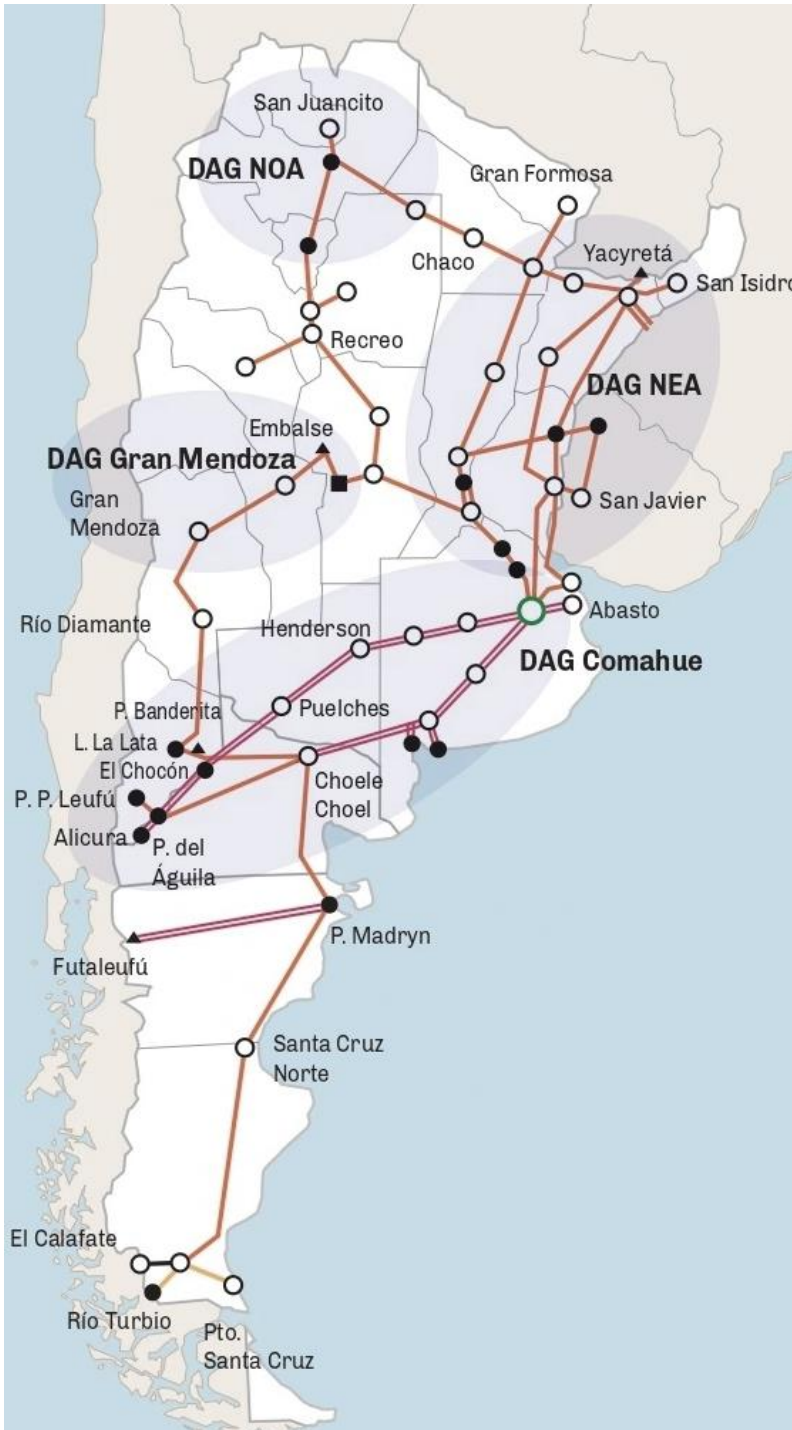 San Juancito
DAG NOA
Gran Formosa
Chaco
Yacyretá
San Isidro
Recreo
DAG NEA
Embalse
DAG Gran Mendoza
Gran
Mendoza
San Javier
Río Diamante
Henderson
Abasto
DAG Comahue
P. Banderita
Puelches
L. La Lata
El Chocón
Choele
Choel
P. P. Leufú
Alicura
P. del
Águila
P. Madryn
Futaleufú
Santa Cruz
Norte
El Calafate
Río Turbio
Pto.
Santa Cruz